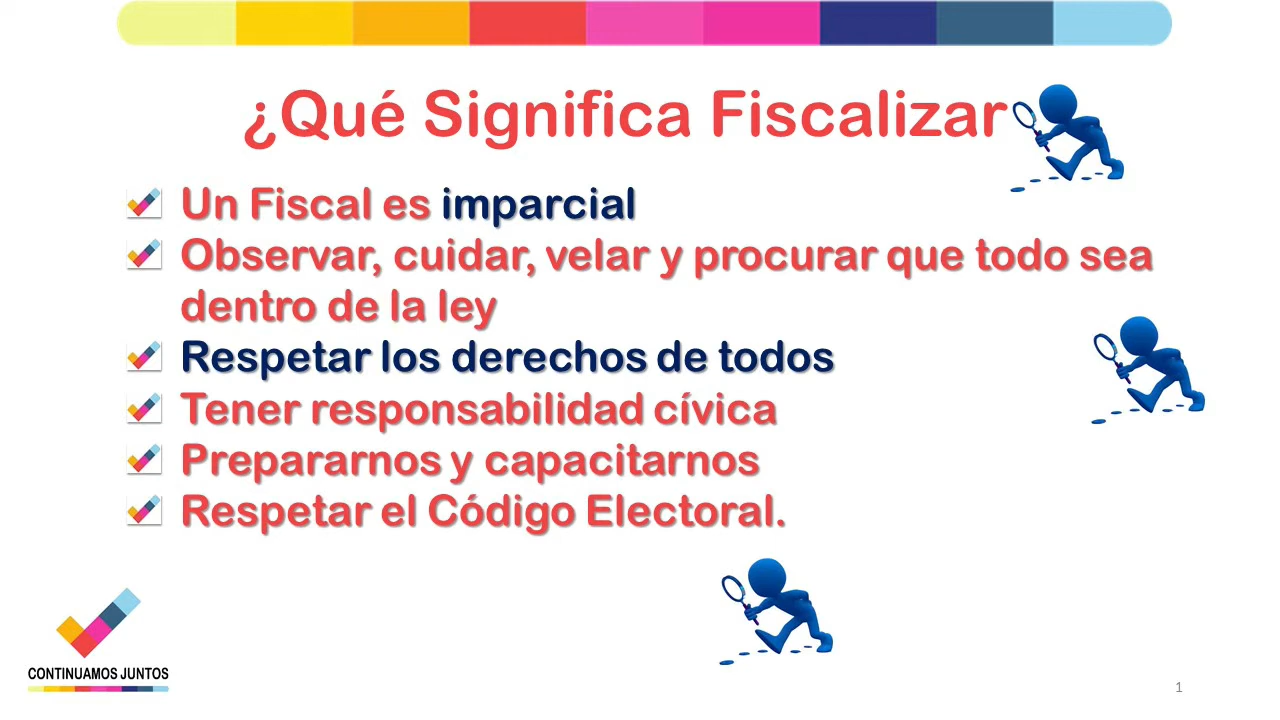 ¿Qué Significa Fiscalizar
Un Fiscal es imparcial
Observar, cuidar, velar y procurar que todo sea
dentro de la ley
Respetar los derechos de todos
Tener responsabilidad cívica
Prepararnos y capacitarnos
Respetar el Código Electoral.
CONTINUAMOS JUNTOS
1